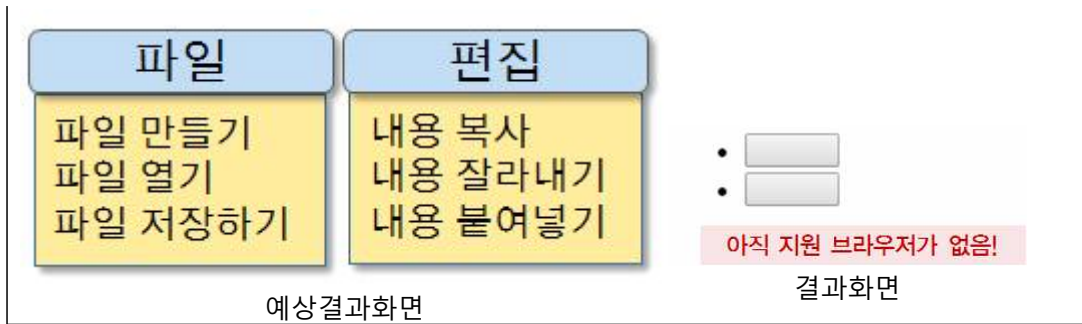 파일
편집
파일 만들기
파일 열기
파일 저장하기
내용 복사
내용 잘라내기
내용 붙여넣기
예상결과화면
아직 지원 브라우저가 없음!
결과화면